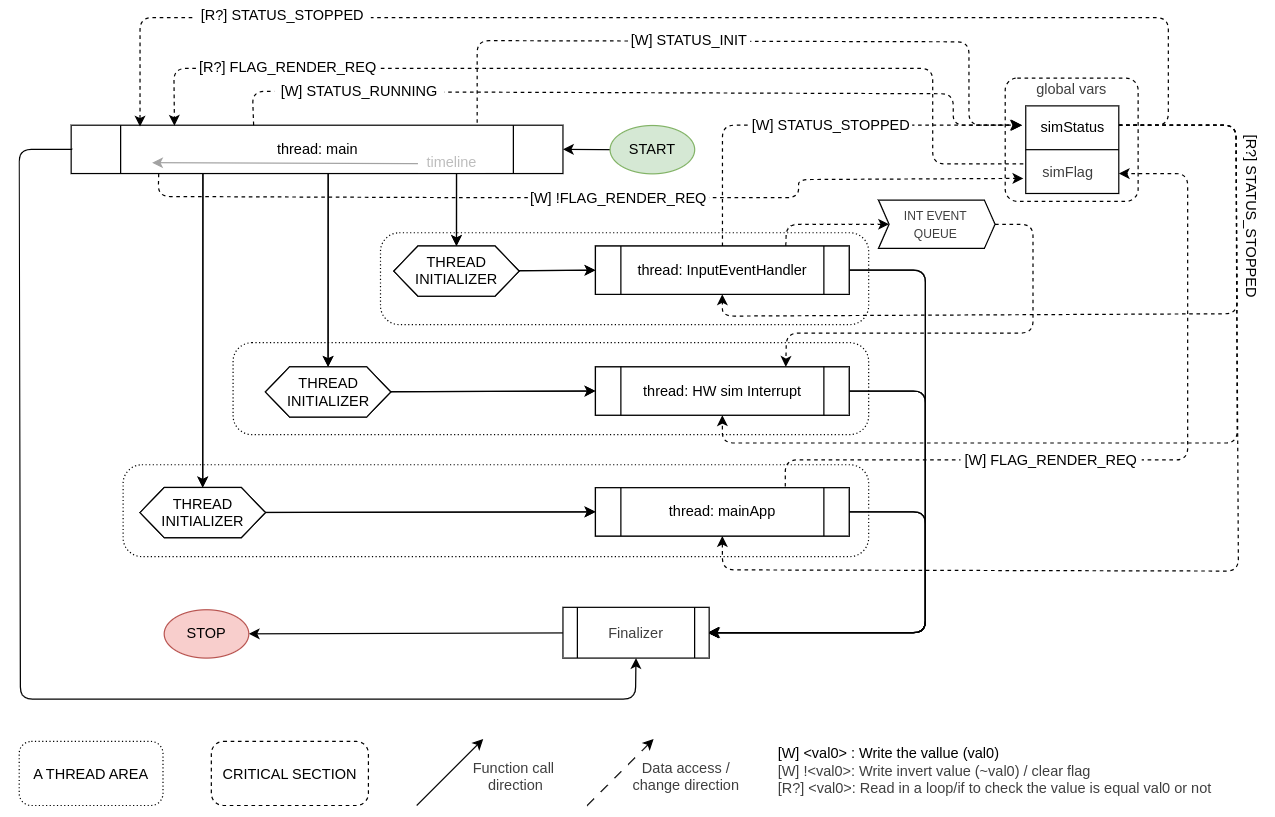 [R?] STATUS_STOPPED
[W] STATUS_INIT
[R?] FLAG_RENDER_REQ
[W] STATUS_RUNNING
global vars
simStatus
simFlag
[W] STATUS_STOPPED
START
thread: main
timeline
[W] !FLAG_RENDER_REQ
[R?] STATUS_STOPPED
INT EVENT
QUEUE
THREAD
INITIALIZER
thread: InputEventHandler
THREAD
INITIALIZER
thread: HW sim Interrupt
[W] FLAG_RENDER_REQ
THREAD
INITIALIZER
thread: mainApp
STOP
Finalizer
A THREAD AREA
CRITICAL SECTION
Function call
direction
Data access /
change direction
[W] <val0> : Write the vallue (val0)
[W] !<val0>: Write invert value (~val0) / clear flag
[R?] <val0>: Read in a loop/if to check the value is equal val0 or not